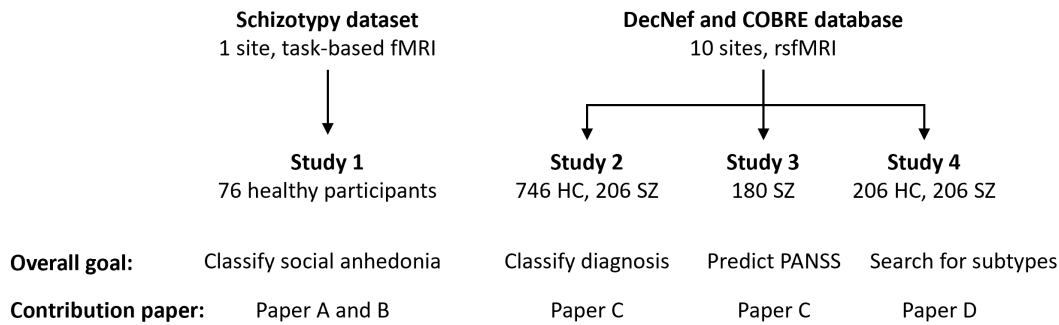 Schizotypy dataset
1 site, task-based fMRI
DecNef and COBRE database
10 sites, rsfMRI
Study 1
76 healthy participants
Study 2
746 HC, 206 SZ
Study 3
180 SZ
Study 4
206 HC, 206 SZ
Overall goal: Classify social anhedonia Classify diagnosis Predict PANSS Search for subtypes
Contribution paper: Paper A and B Paper C Paper C Paper D